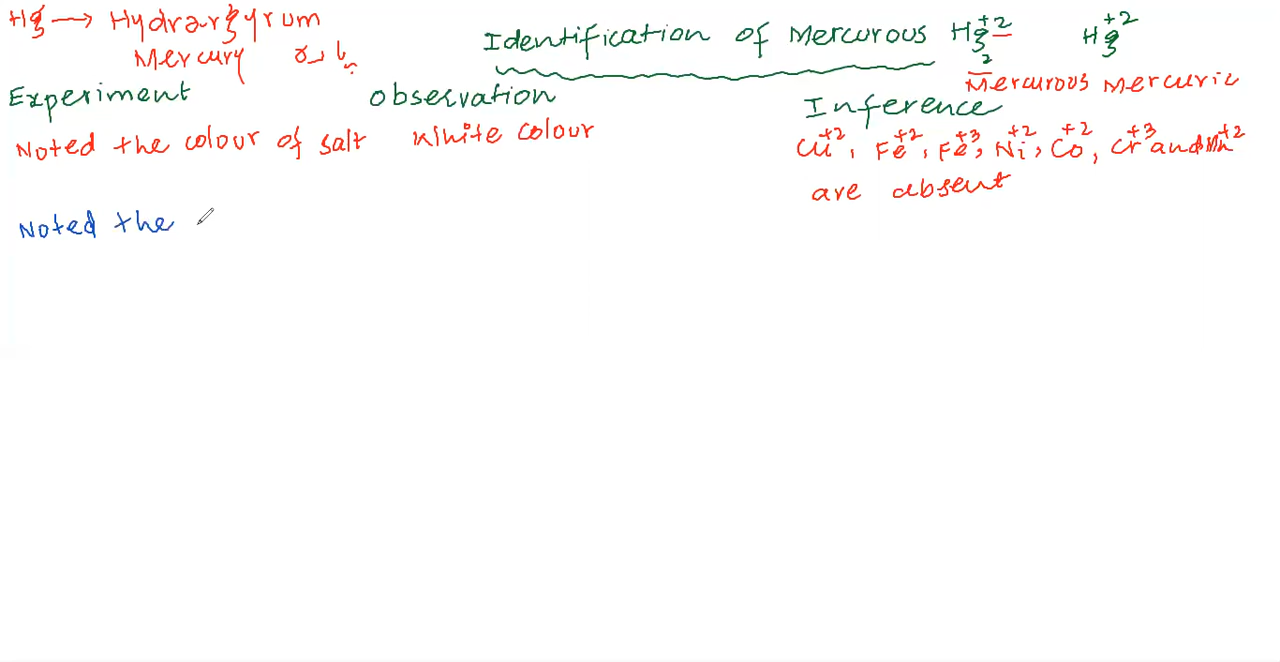 Hg → Hydrargyrum
Mercury
Identification of Mercurous Hg₂⁺² Hg⁺²
Mercurous Mercuric
Experiment Observation Inference
Noted the colour of salt White colour Cu⁺², Fe⁺², Fe⁺³, Ni⁺², Co⁺², Cr⁺³ and Mn⁺²
are absent
Noted the